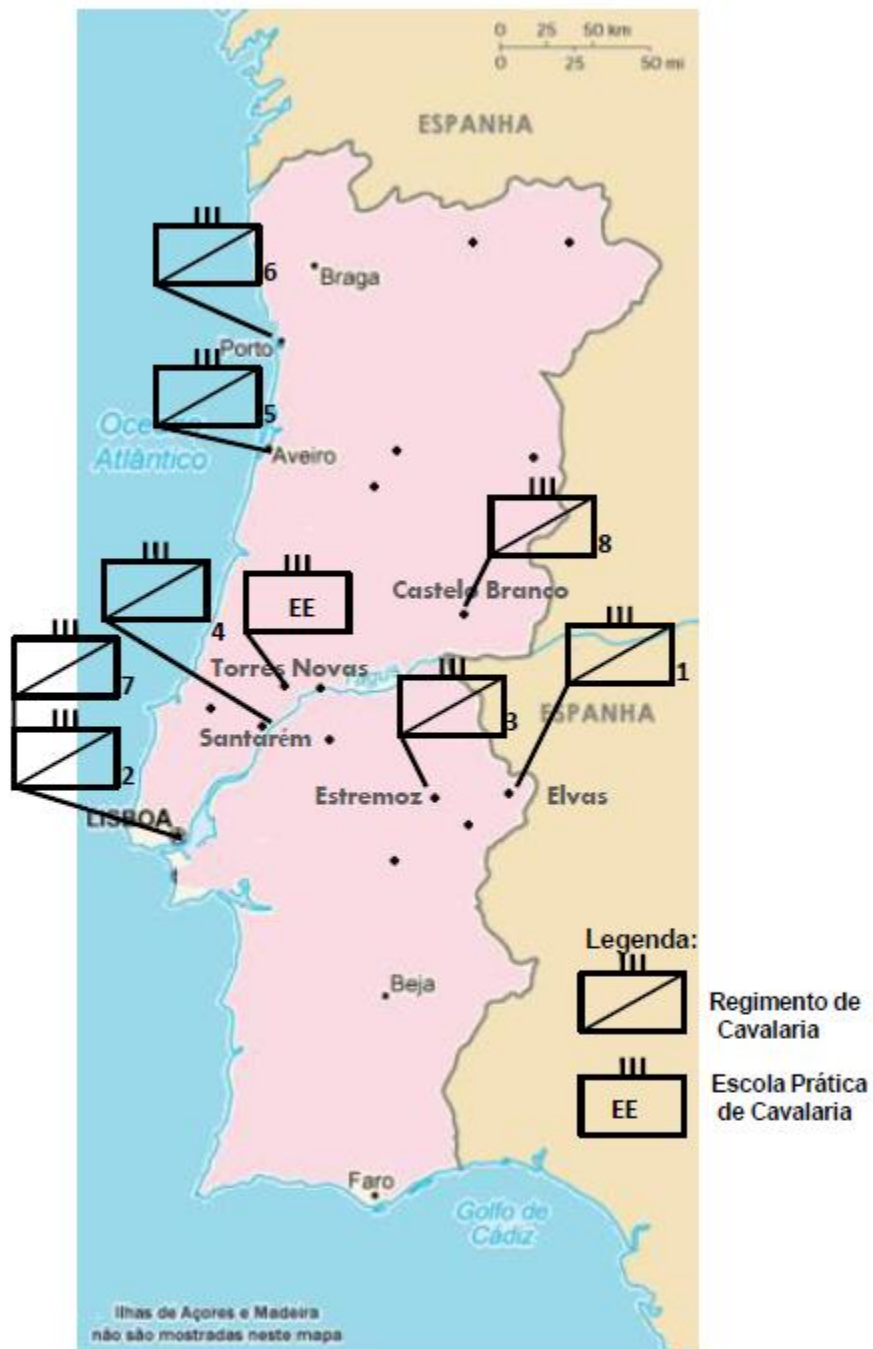 0 25 50 km
0 25 50 mi
ESPANHA
6
Braga
Porto
5
Oceano
Atlântico
Aveiro
8
Castelo Branco
EE
4
1
Torres Novas
Tagus
7
3
ESPANHA
Santarém
2
Estremoz
Elvas
LISBOA
Legenda:
Beja
Regimento de
Cavalaria
Escola Prática
de Cavalaria
EE
Faro
Golfo de
Cádiz
Ilhas de Açores e Madeira
não são mostradas neste mapa